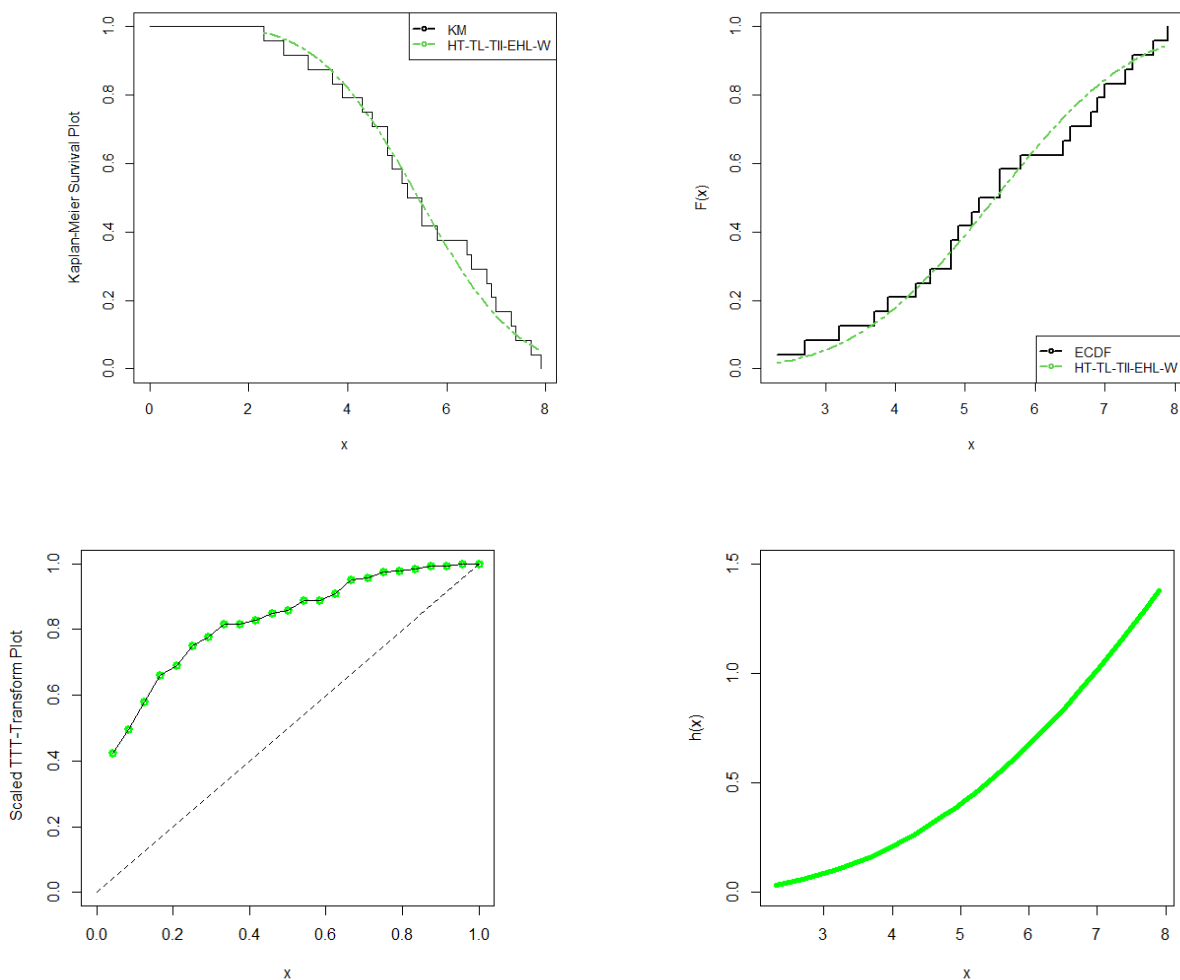 Kaplan-Meier Survival Plot
1.0
0.8
0.6
0.4
0.2
0.0
KM
HT-TL-TII-EHL-W
0 2 4 6 8
x
F(x)
1.0
0.8
0.6
0.4
0.2
0.0
ECDF
HT-TL-TII-EHL-W
3 4 5 6 7 8
x
Scaled TTT-Transform Plot
1.0
0.8
0.6
0.4
0.2
0.0
0.0 0.2 0.4 0.6 0.8 1.0
x
h(x)
1.5
1.0
0.5
0.0
3 4 5 6 7 8
x